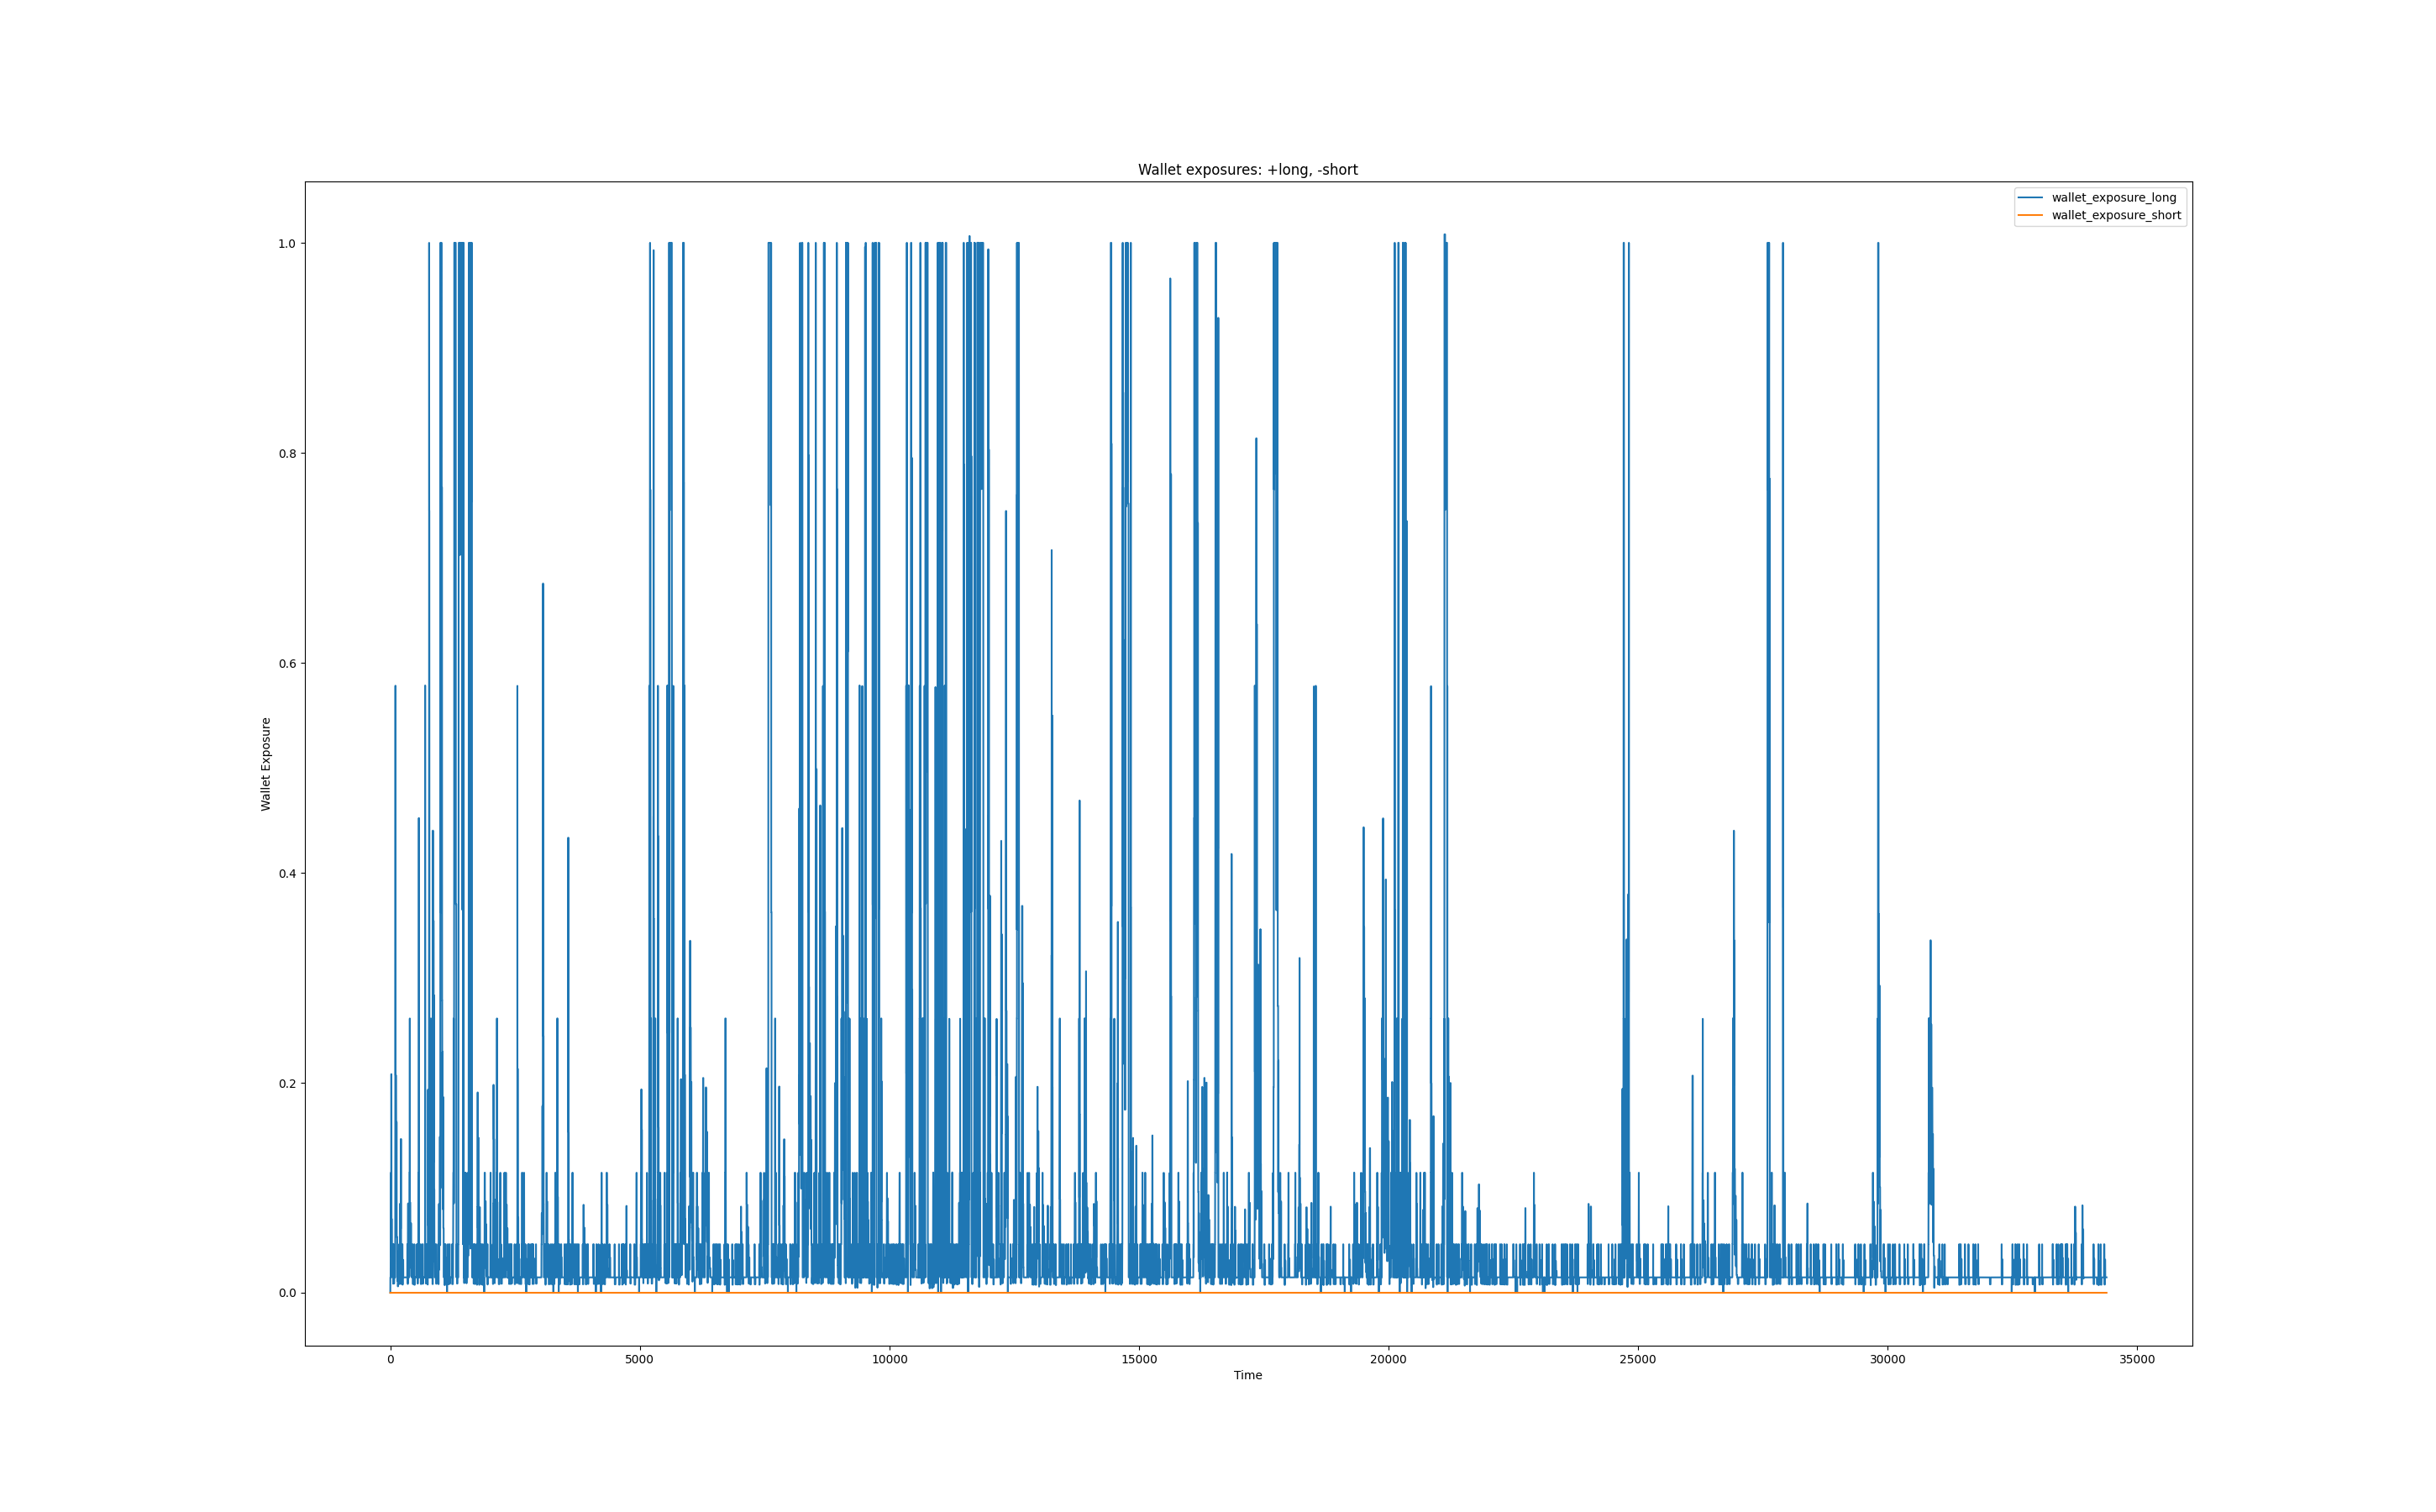 Wallet exposures: +long, -short
wallet_exposure_long
wallet_exposure_short
1.0
0.8
0.6
0.4
0.2
0.0
Wallet Exposure
0 5000 10000 15000 20000 25000 30000 35000
Time